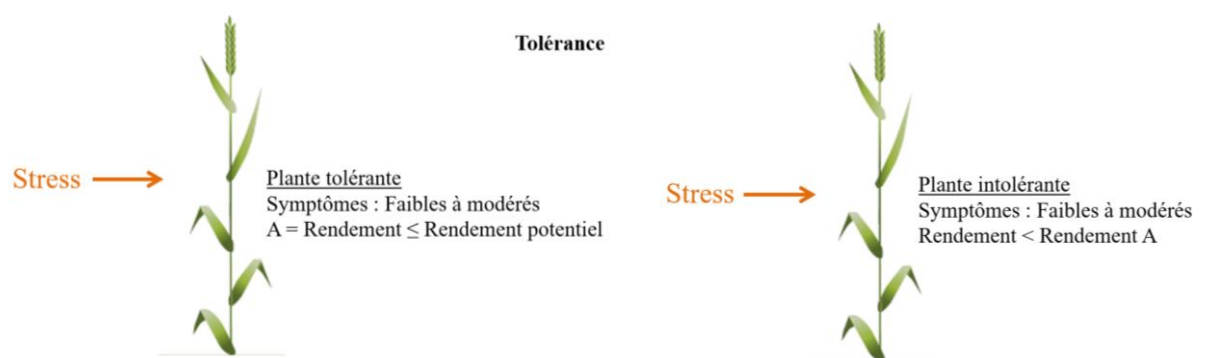 Tolérance
Stress
Plante tolérante
Symptômes : Faibles à modérés
A = Rendement ≤ Rendement potentiel
Stress
Plante intolérante
Symptômes : Faibles à modérés
Rendement < Rendement A